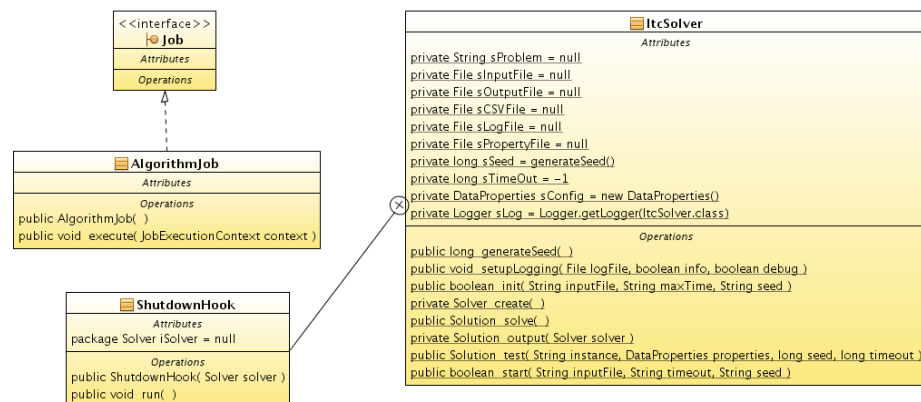 <<interface>>
Job
Attributes
Operations
AlgorithmJob
Attributes
Operations
public AlgorithmJob( )
public void execute( JobExecutionContext context )
ShutdownHook
Attributes
package Solver iSolver = null
Operations
public ShutdownHook( Solver solver )
public void run( )
ItcSolver
Attributes
private String sProblem = null
private File sInputFile = null
private File sOutputFile = null
private File sCSVFile = null
private File sLogFile = null
private File sPropertyFile = null
private long sSeed = generateSeed()
private long sTimeOut = -1
private DataProperties sConfig = new DataProperties()
private Logger sLog = Logger.getLogger(ItcSolver.class)
Operations
public long generateSeed( )
public void setupLogging( File logFile, boolean info, boolean debug )
public boolean init( String inputFile, String maxTime, String seed )
private Solver create( )
public Solution solve( )
private Solution output( Solver solver )
public Solution test( String instance, DataProperties properties, long seed, long timeout )
public boolean start( String inputFile, String timeout, String seed )